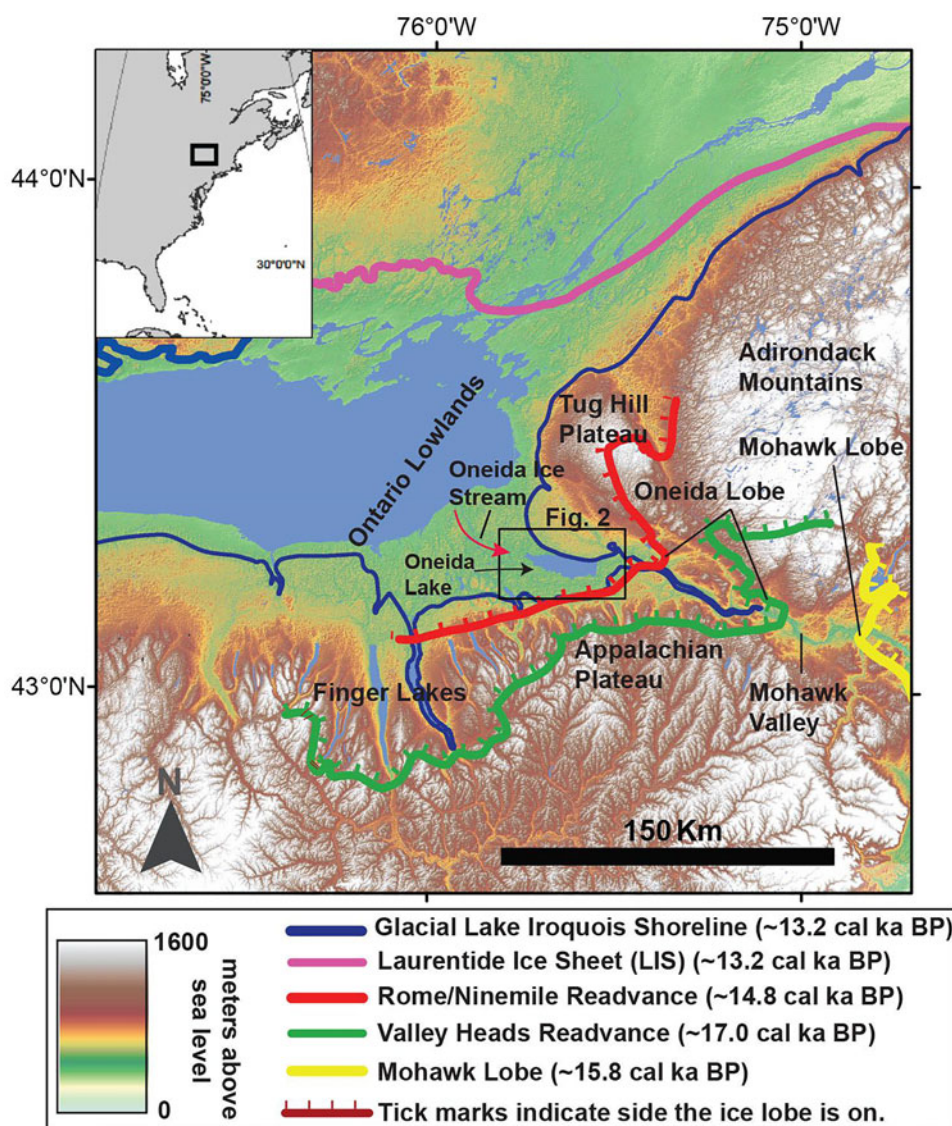 76°0'W
75°0'W
75°0'0"W
30°0'0"N
44°0'N
Adirondack
Mountains
Tug Hill
Plateau
Mohawk Lobe
Ontario Lowlands
Oneida Ice
Stream
Oneida Lobe
Fig. 2
Oneida
Lake
43°0'N
Appalachian
Plateau
Finger Lakes
Mohawk
Valley
N
150 Km
1600
0
meters above
sea level
Glacial Lake Iroquois Shoreline (~13.2 cal ka BP)
Laurentide Ice Sheet (LIS) (~13.2 cal ka BP)
Rome/Ninemile Readvance (~14.8 cal ka BP)
Valley Heads Readvance (~17.0 cal ka BP)
Mohawk Lobe (~15.8 cal ka BP)
Tick marks indicate side the ice lobe is on.